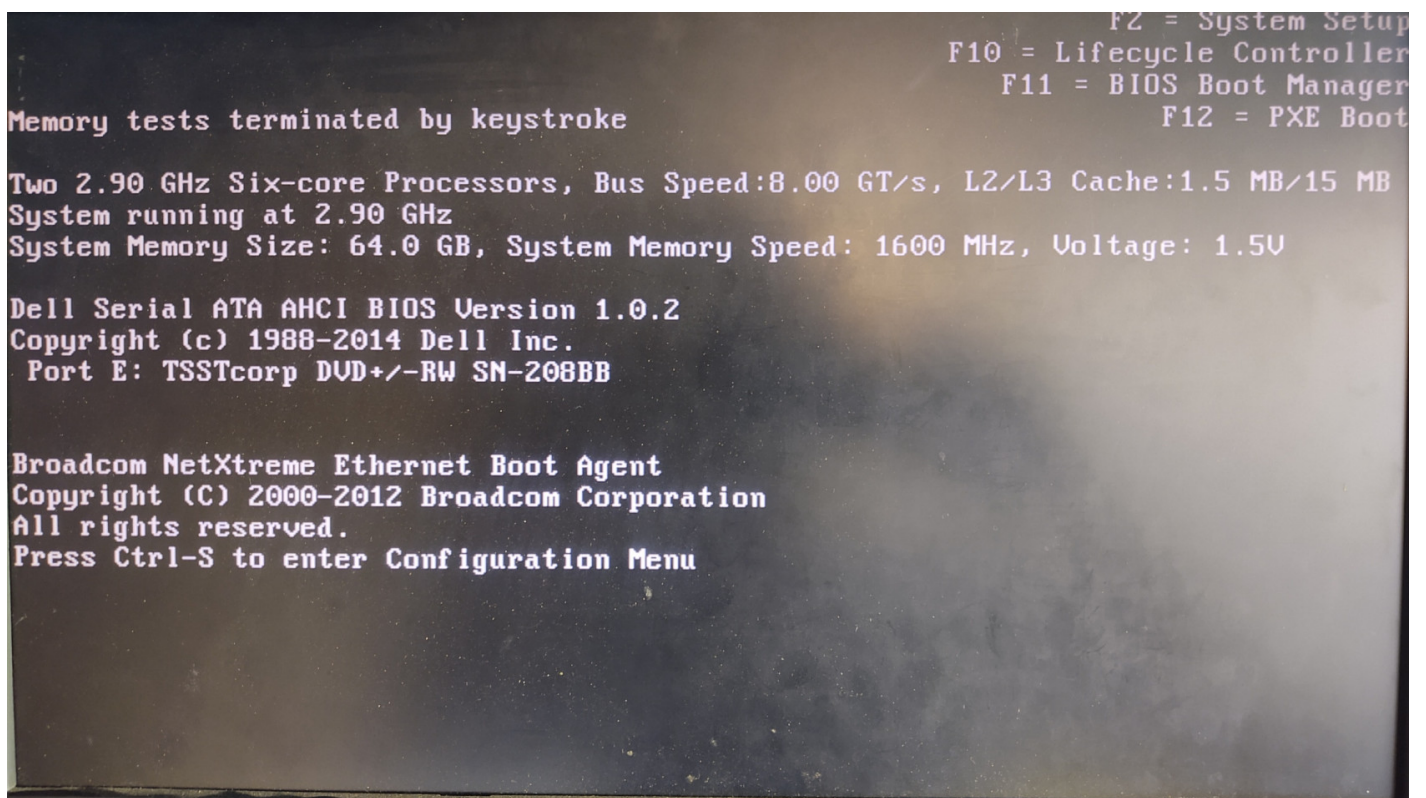 F2 = System Setup
F10 = Lifecycle Controller
F11 = BIOS Boot Manager
F12 = PXE Boot
Memory tests terminated by keystroke
Two 2.90 GHz Six-core Processors, Bus Speed:8.00 GT/s, L2/L3 Cache:1.5 MB/15 MB
System running at 2.90 GHz
System Memory Size: 64.0 GB, System Memory Speed: 1600 MHz, Voltage: 1.5V
Dell Serial ATA AHCI BIOS Version 1.0.2
Copyright (c) 1988-2014 Dell Inc.
Port E: TSSTcorp DVD+/-RW SN-208BB
Broadcom NetXtreme Ethernet Boot Agent
Copyright (C) 2000-2012 Broadcom Corporation
All rights reserved.
Press Ctrl-S to enter Configuration Menu